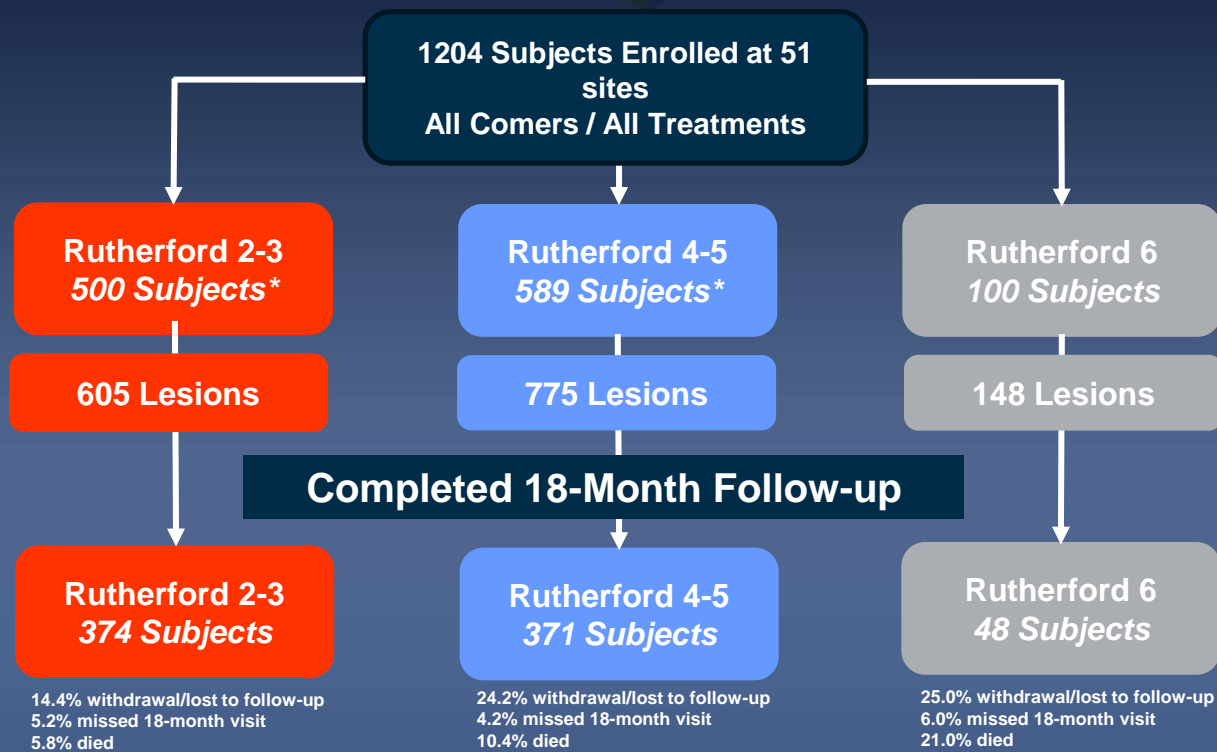 1204 Subjects Enrolled at 51
sites
All Comers / All Treatments
Rutherford 2-3
500 Subjects*
Rutherford 4-5
589 Subjects*
Rutherford 6
100 Subjects
605 Lesions
775 Lesions
148 Lesions
Completed 18-Month Follow-up
Rutherford 2-3
374 Subjects
Rutherford 4-5
371 Subjects
Rutherford 6
48 Subjects
14.4% withdrawal/lost to follow-up
5.2% missed 18-month visit
5.8% died
24.2% withdrawal/lost to follow-up
4.2% missed 18-month visit
10.4% died
25.0% withdrawal/lost to follow-up
6.0% missed 18-month visit
21.0% died